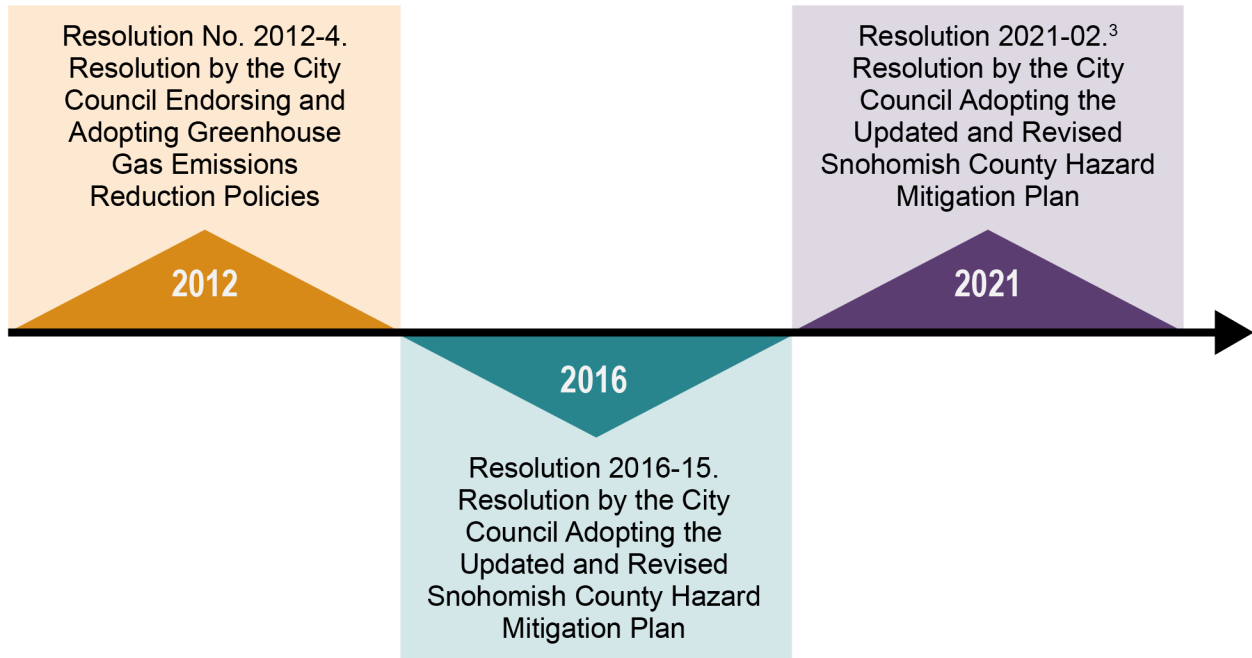 Resolution No. 2012-4.
Resolution by the City
Council Endorsing and
Adopting Greenhouse
Gas Emissions
Reduction Policies
2012
2016
Resolution 2016-15.
Resolution by the City
Council Adopting the
Updated and Revised
Snohomish County Hazard
Mitigation Plan
Resolution 2021-02.³
Resolution by the City
Council Adopting the
Updated and Revised
Snohomish County Hazard
Mitigation Plan
2021